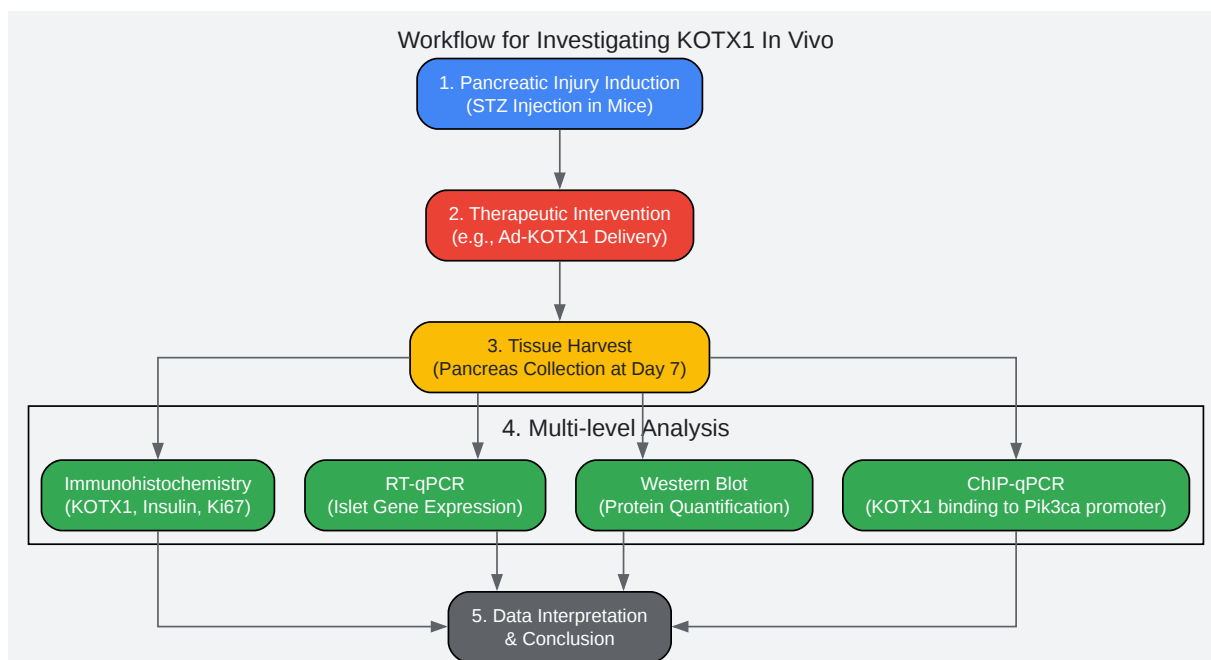 Workflow for Investigating KOTX1 In Vivo
1. Pancreatic Injury Induction
(STZ Injection in Mice)
2. Therapeutic Intervention
(e.g., Ad-KOTX1 Delivery)
3. Tissue Harvest
(Pancreas Collection at Day 7)
4. Multi-level Analysis
Immunohistochemistry
(KOTX1, Insulin, Ki67)
RT-qPCR
(Islet Gene Expression)
Western Blot
(Protein Quantification)
ChIP-qPCR
(KOTX1 binding to Pik3ca promoter)
5. Data Interpretation
& Conclusion